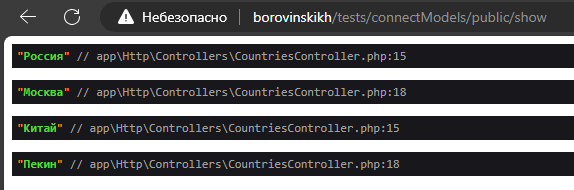 Небезопасно borovinskikh/tests/connectModels/public/show
"Россия" // app\Http\Controllers\CountriesController.php:15
"Москва" // app\Http\Controllers\CountriesController.php:18
"Китай" // app\Http\Controllers\CountriesController.php:15
"Пекин" // app\Http\Controllers\CountriesController.php:18